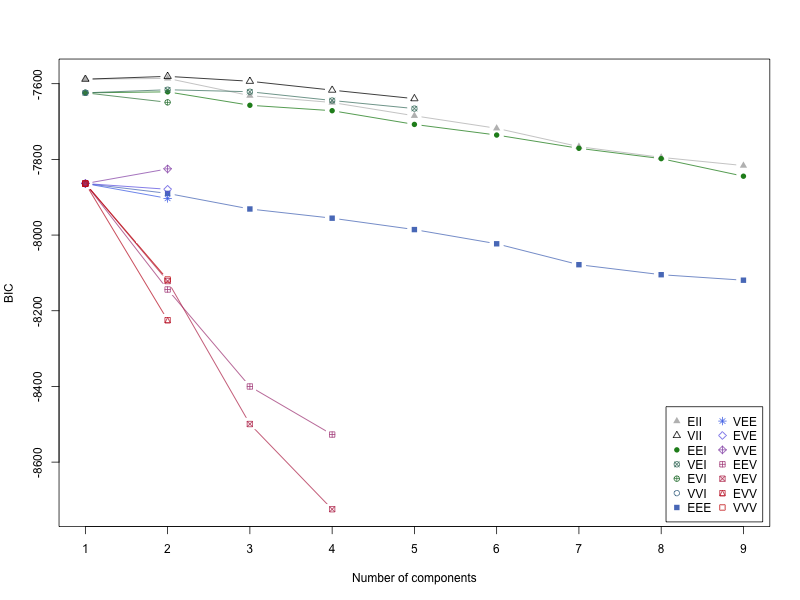 BIC
-7600
-7800
-8000
-8200
-8400
-8600
1 2 3 4 5 6 7 8 9
Number of components
EII VEE
VII EVE
EEI VVE
VEI EEV
EVI VEV
VVI EVV
EEE VVV